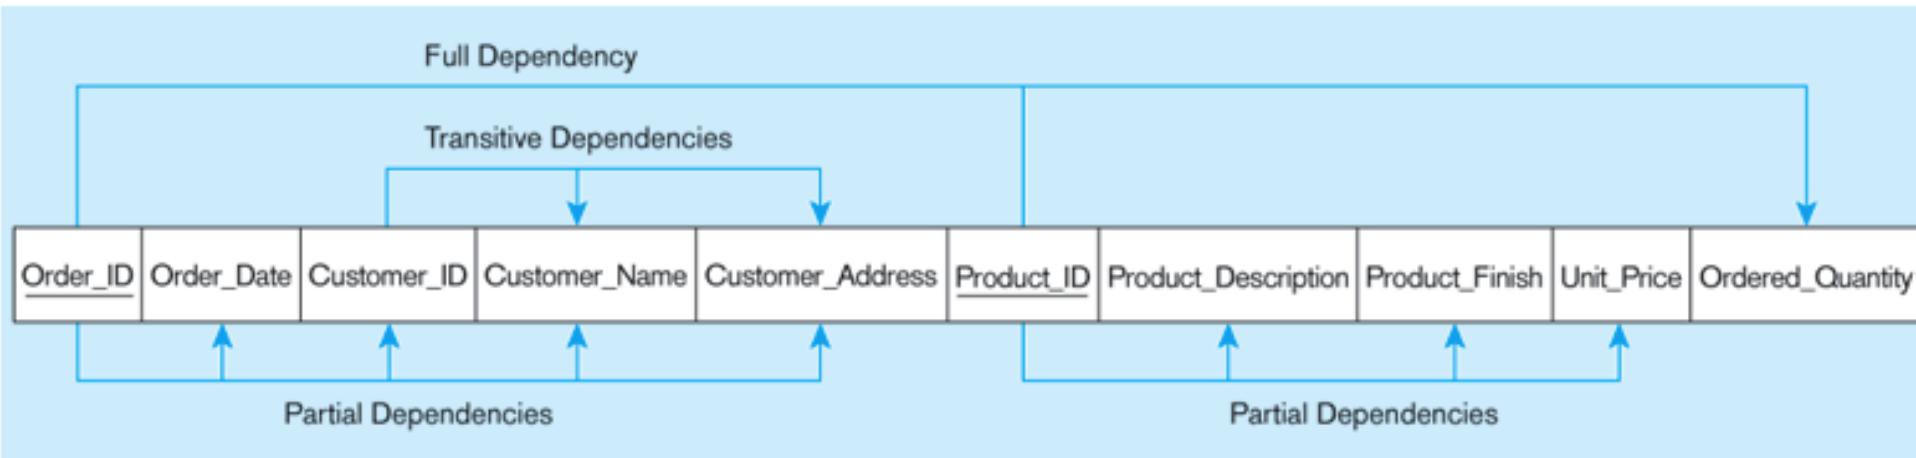 Full Dependency
Transitive Dependencies
Order_ID Order_Date Customer_ID Customer_Name Customer_Address Product_ID Product_Description Product_Finish Unit_Price Ordered_Quantity
Partial Dependencies Partial Dependencies